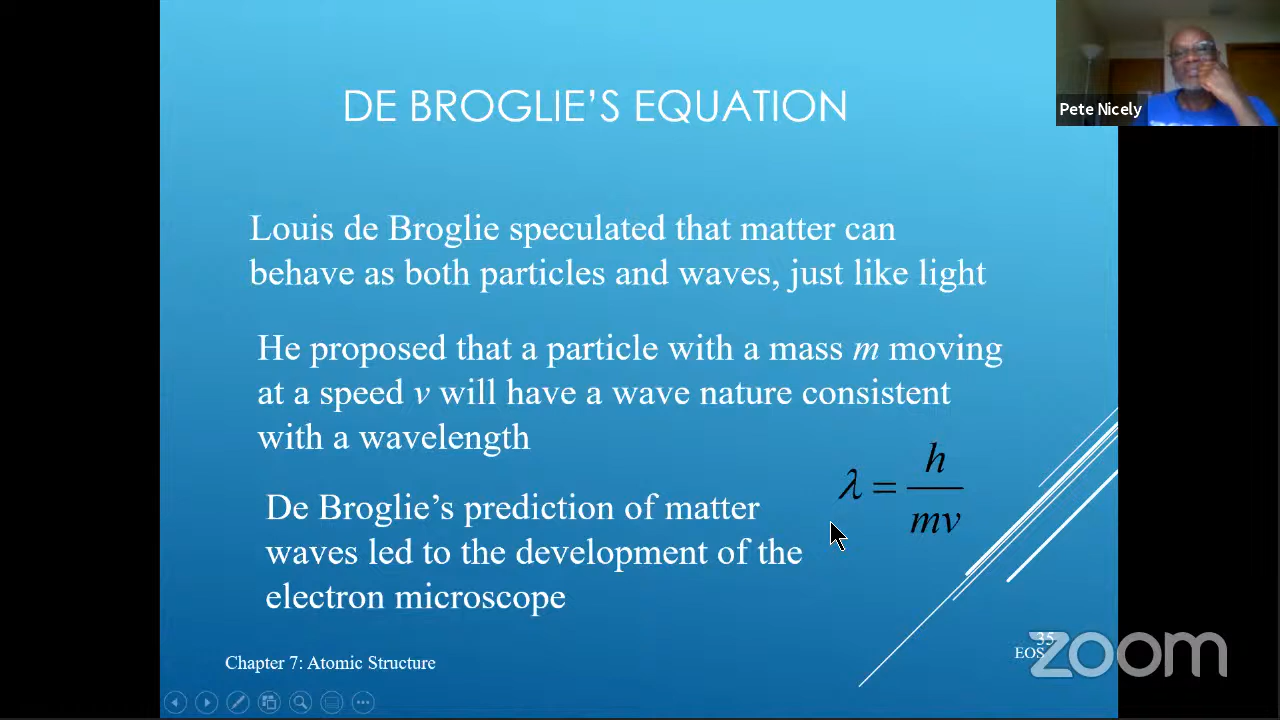 DE BROGLIE’S EQUATION
Pete Nicely
Louis de Broglie speculated that matter can
behave as both particles and waves, just like light
He proposed that a particle with a mass m moving
at a speed v will have a wave nature consistent
with a wavelength
λ = h / mv
De Broglie’s prediction of matter
waves led to the development of the
electron microscope
35
EOS
Chapter 7: Atomic Structure
zoom